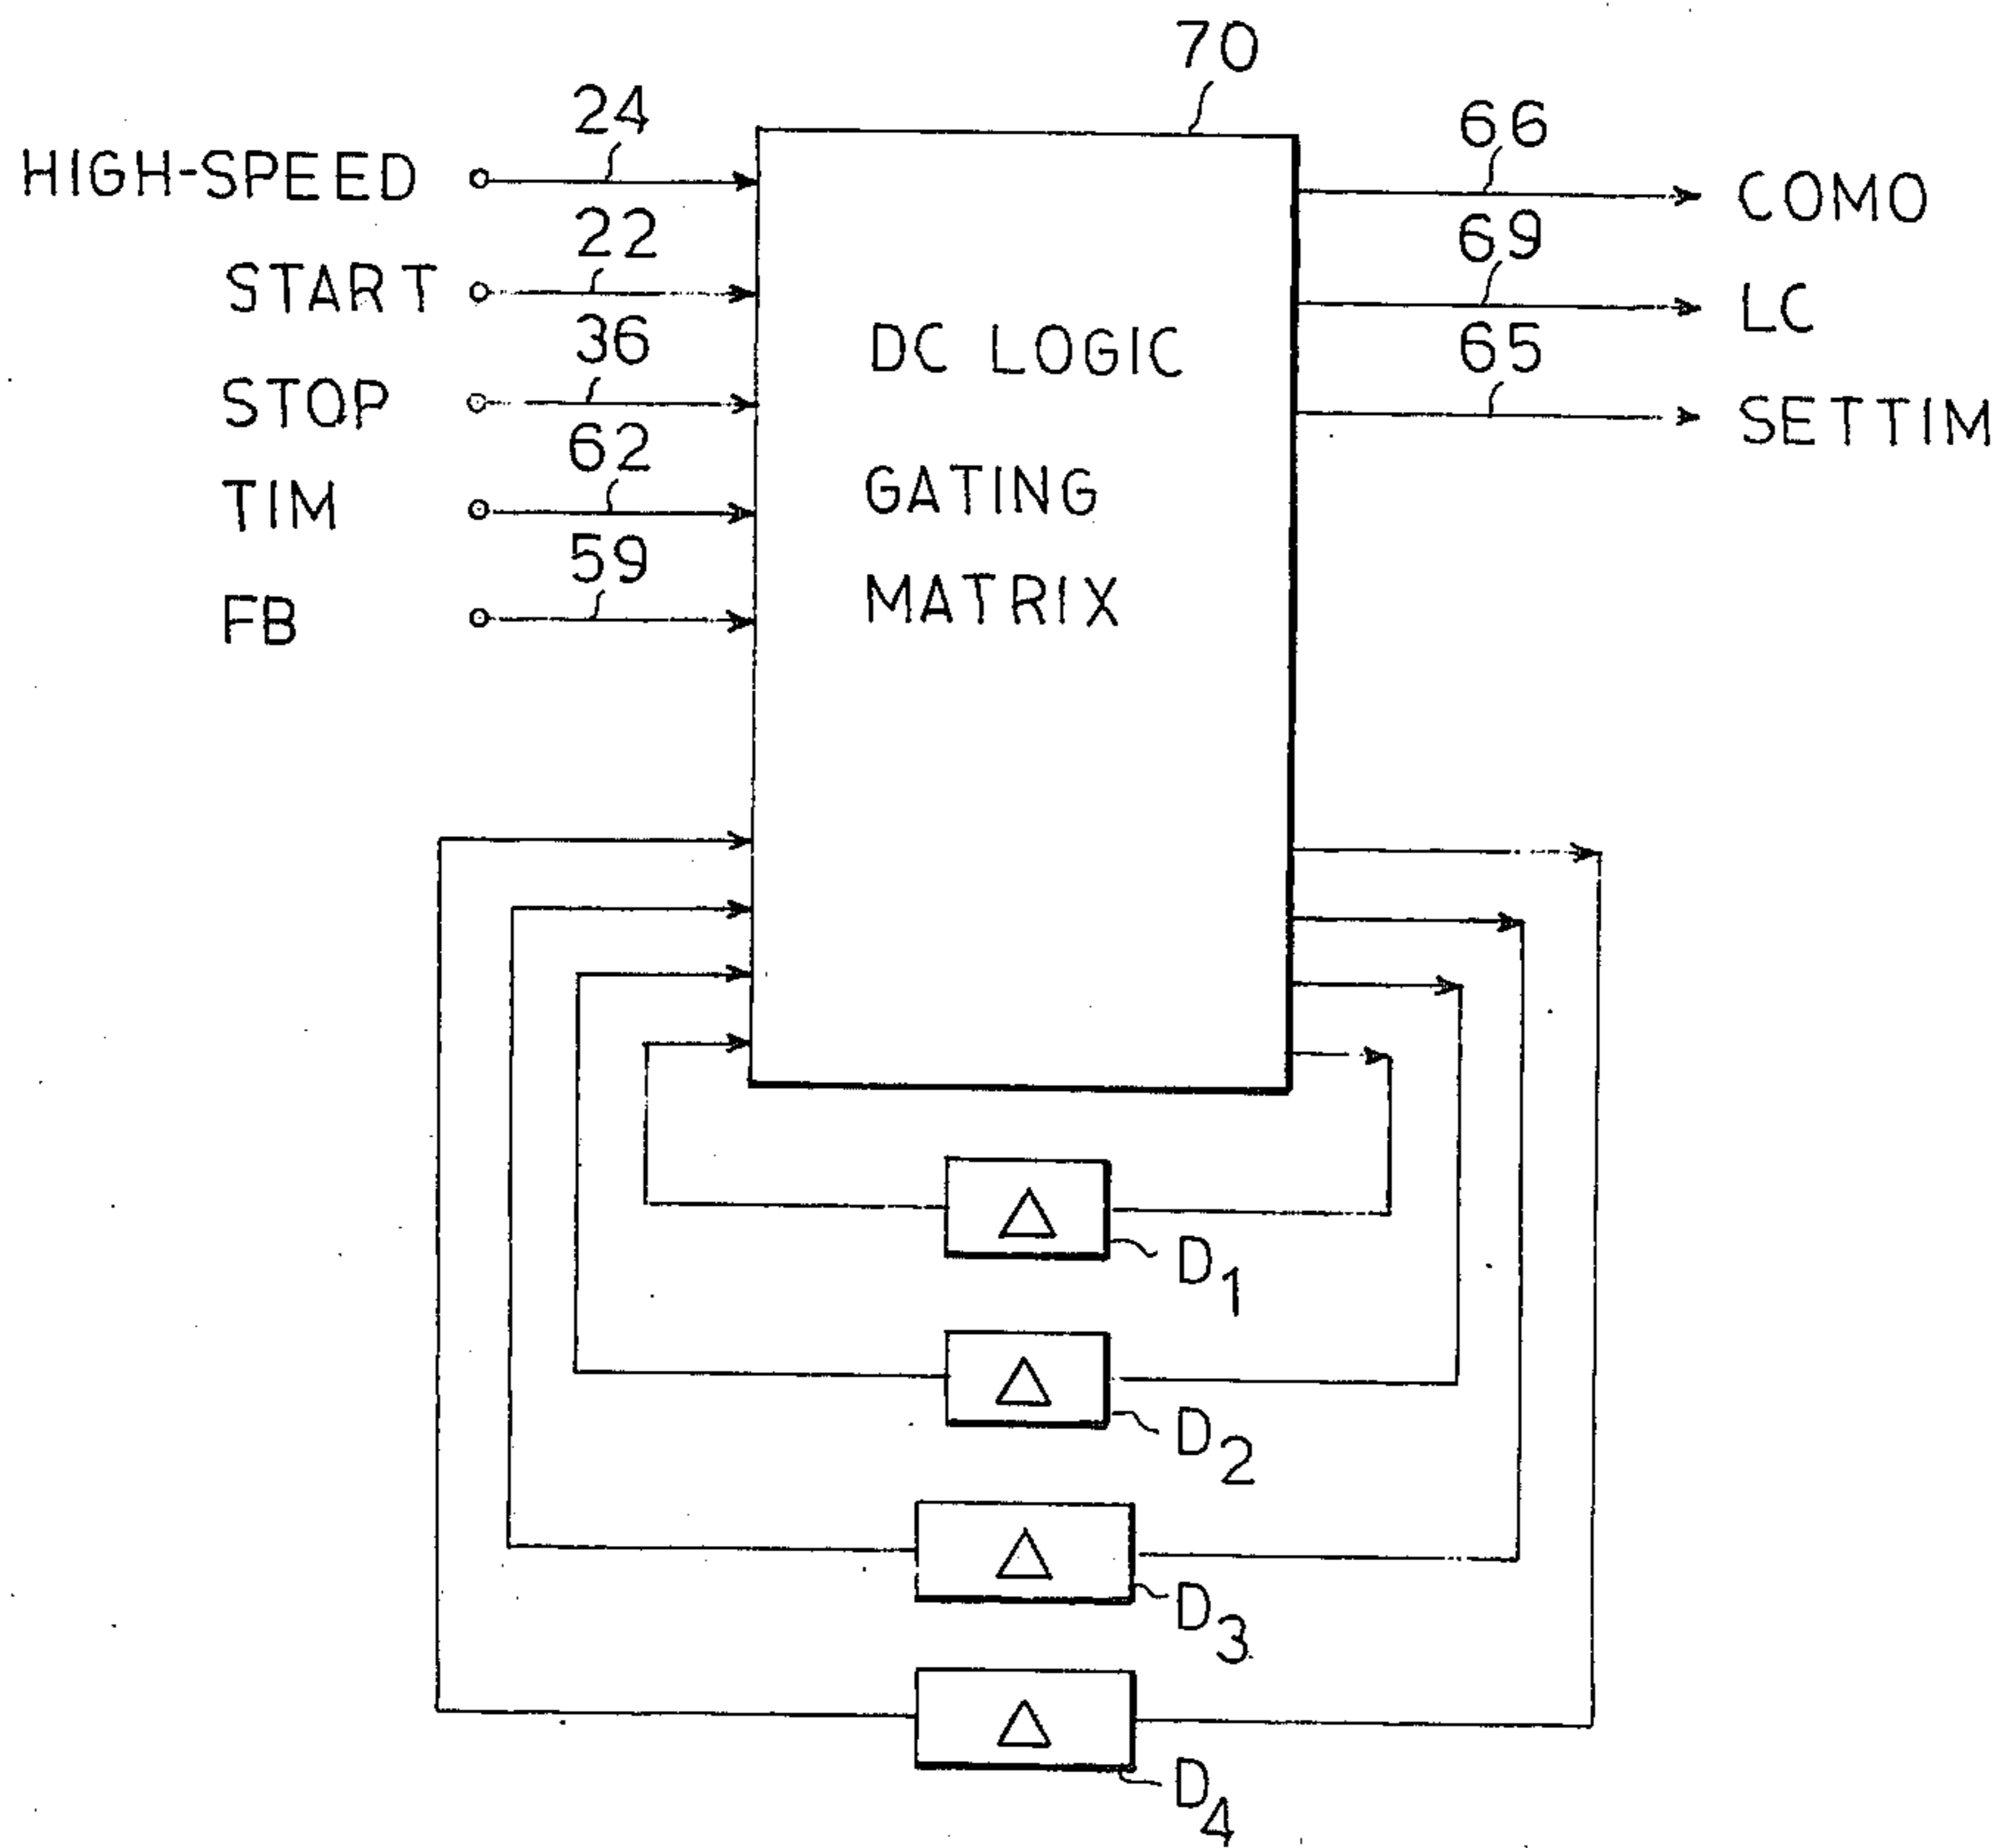 70
24
66
HIGH-SPEED
COMO
22
69
START
LC
36
65
DC LOGIC
STOP
SETTIM
62
GATING
TIM
59
MATRIX
FB
D1
D2
D3
D4